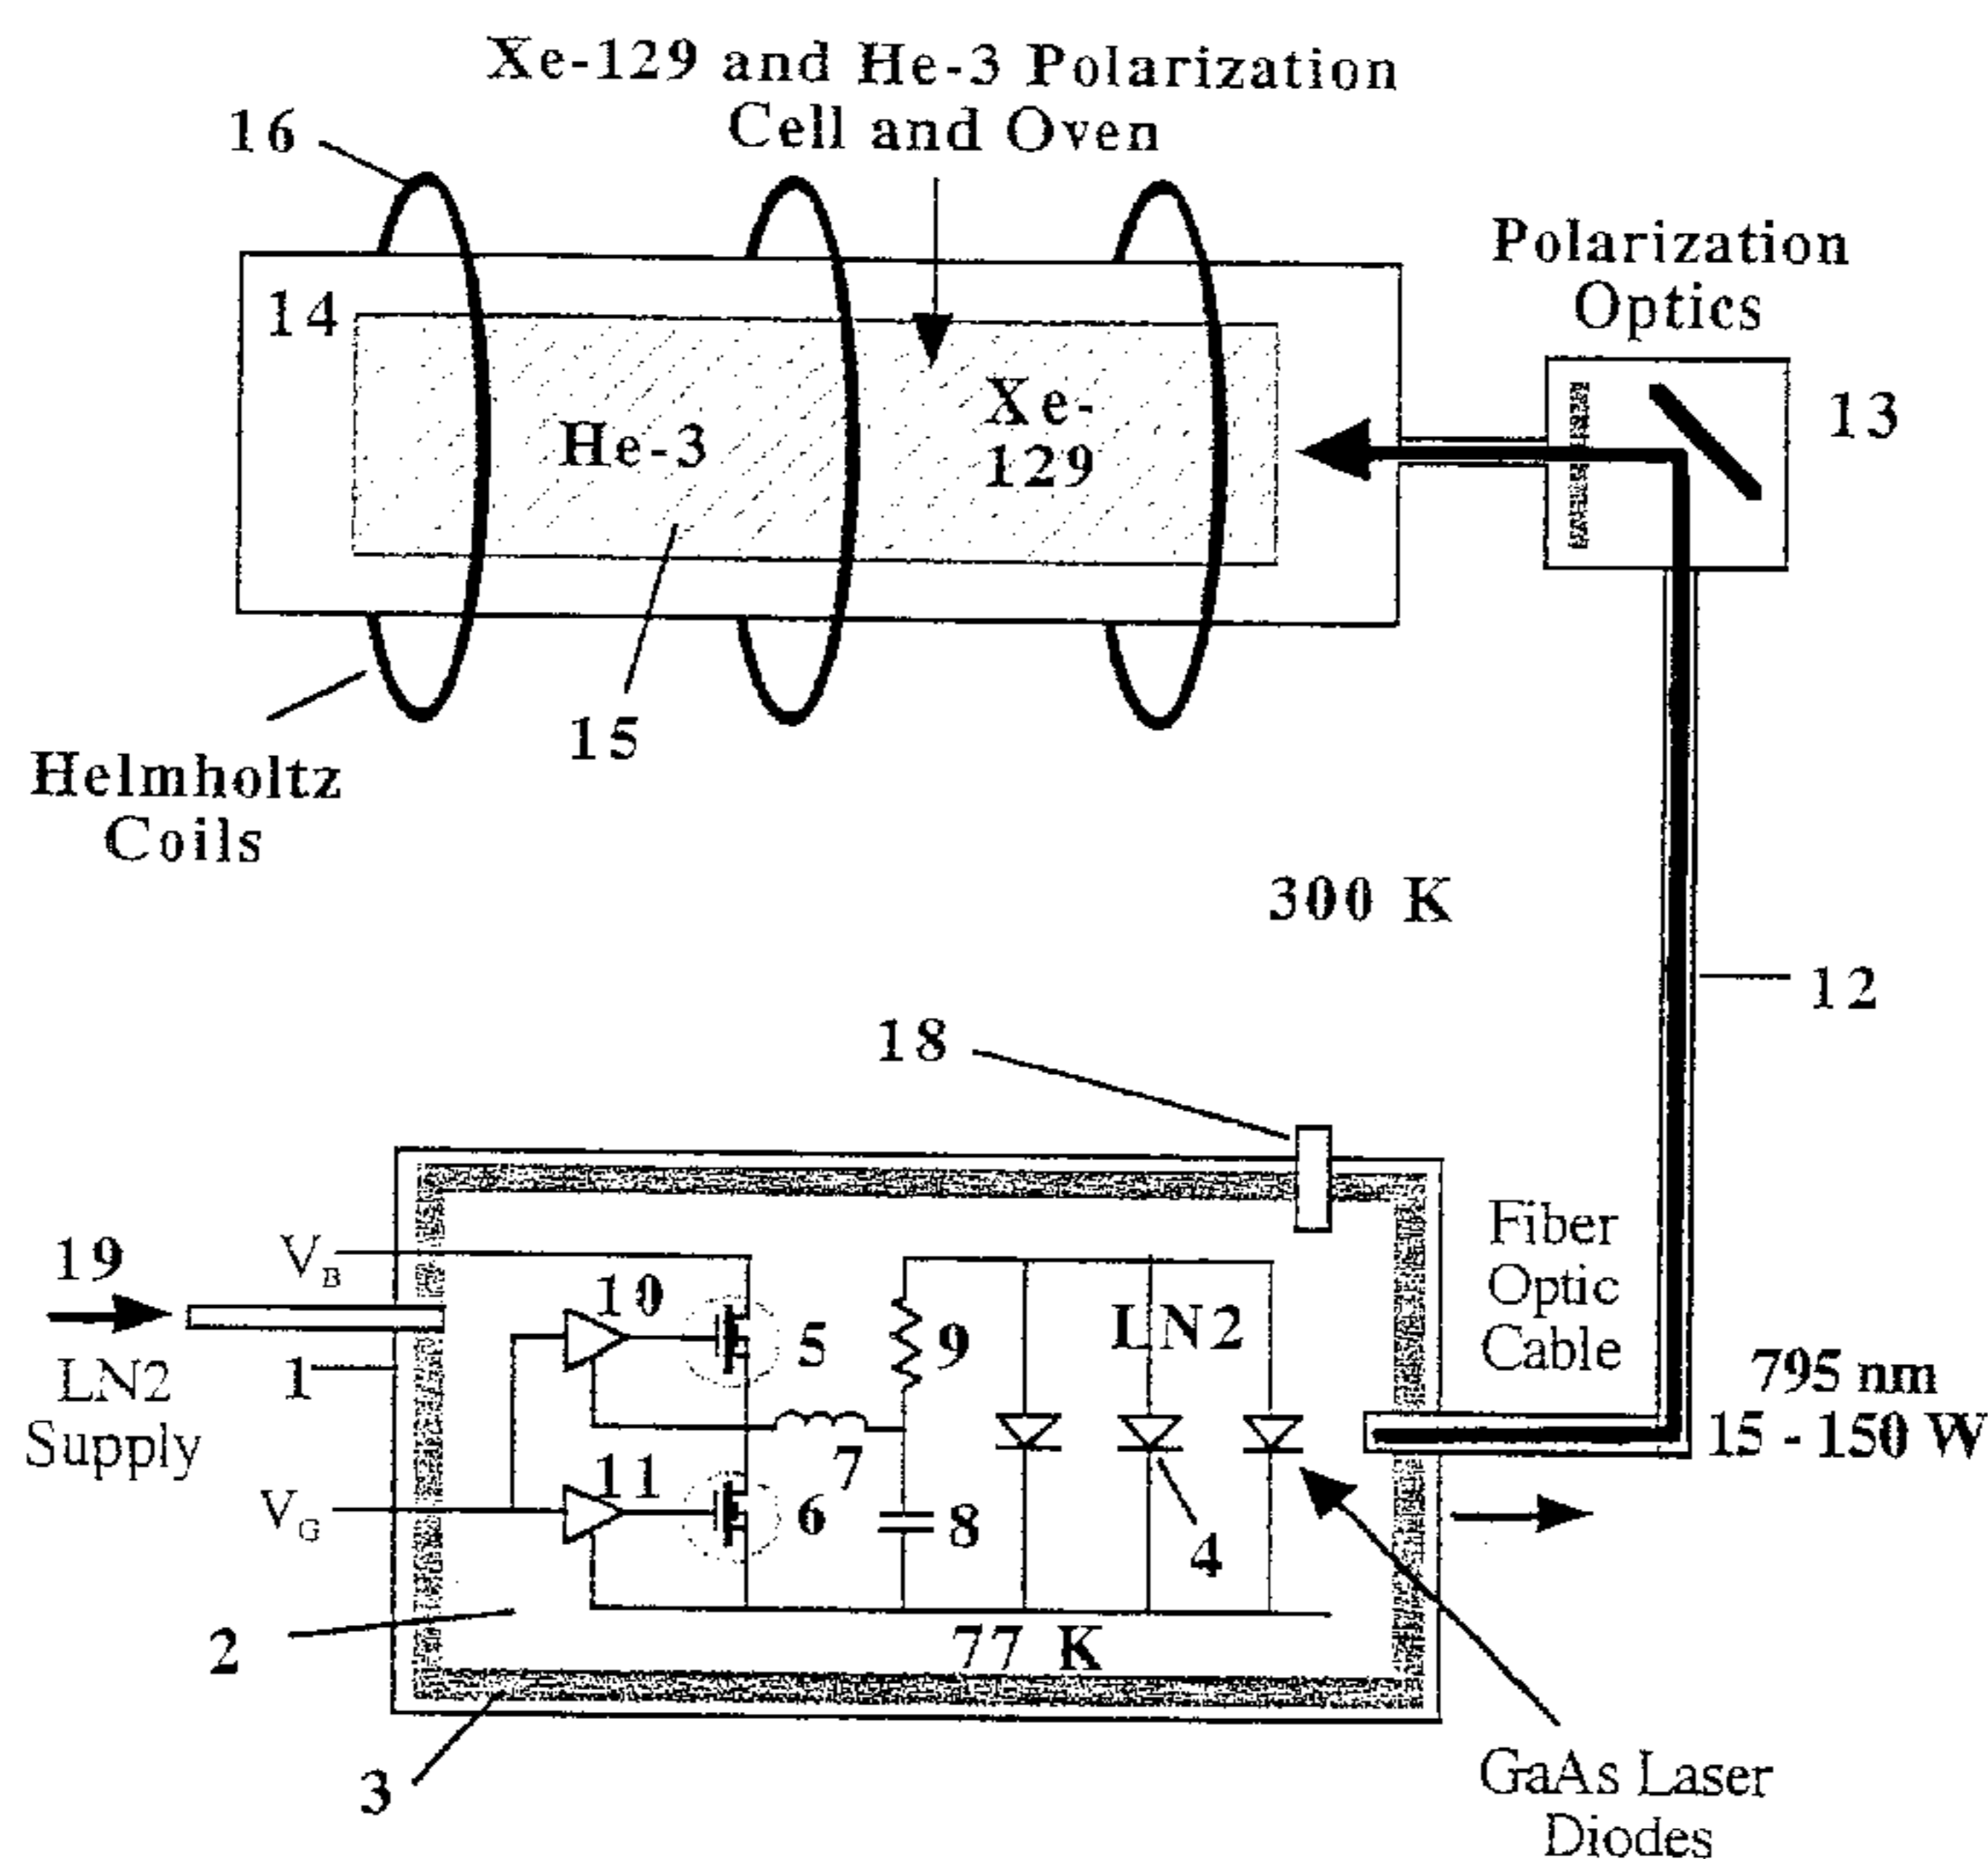 Xe-129 and He-3 Polarization
Cell and Oven
16
Polarization
Optics
14
13
He-3
Xe-
129
15
Helmholtz
Coils
300 K
12
18
19
LN2
Supply
1
VB
VG
10
5
9
LN2
11
7
6
8
4
2
77 K
3
Fiber
Optic
Cable
795 nm
15 - 150 W
GaAs Laser
Diodes